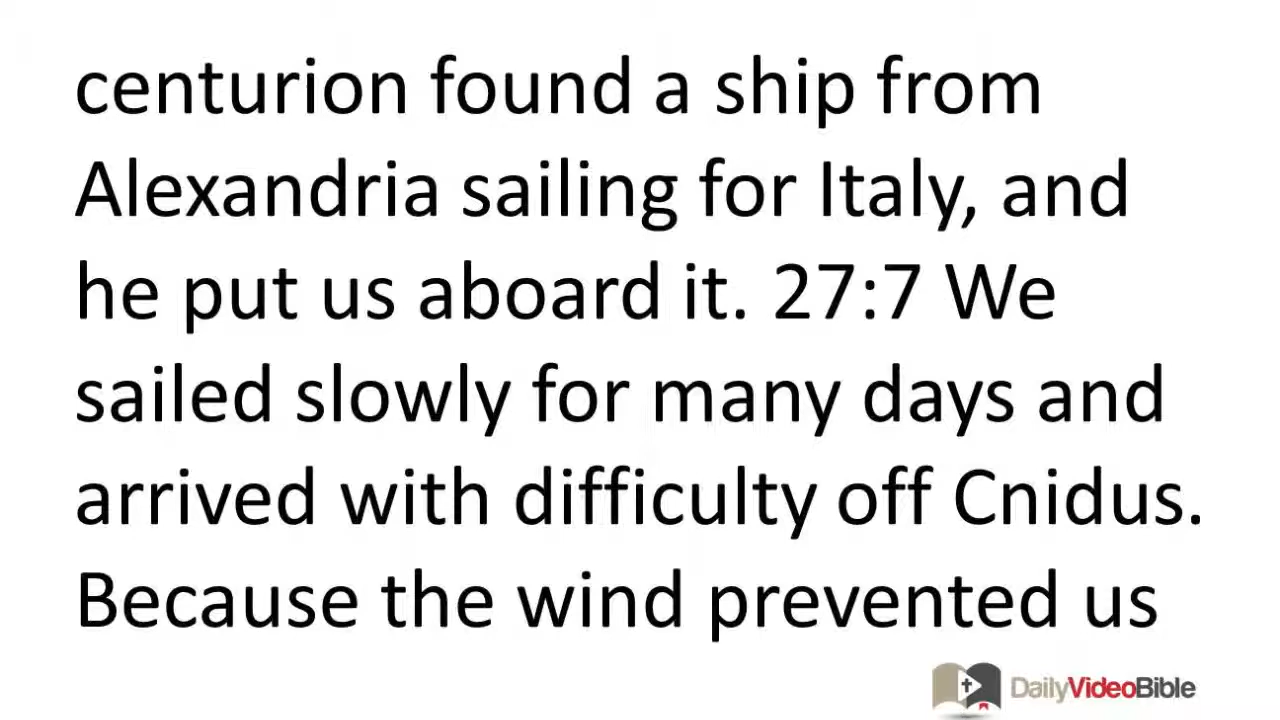 centurion found a ship from
Alexandria sailing for Italy, and
he put us aboard it. 27:7 We
sailed slowly for many days and
arrived with difficulty off Cnidus.
Because the wind prevented us
DailyVideoBible